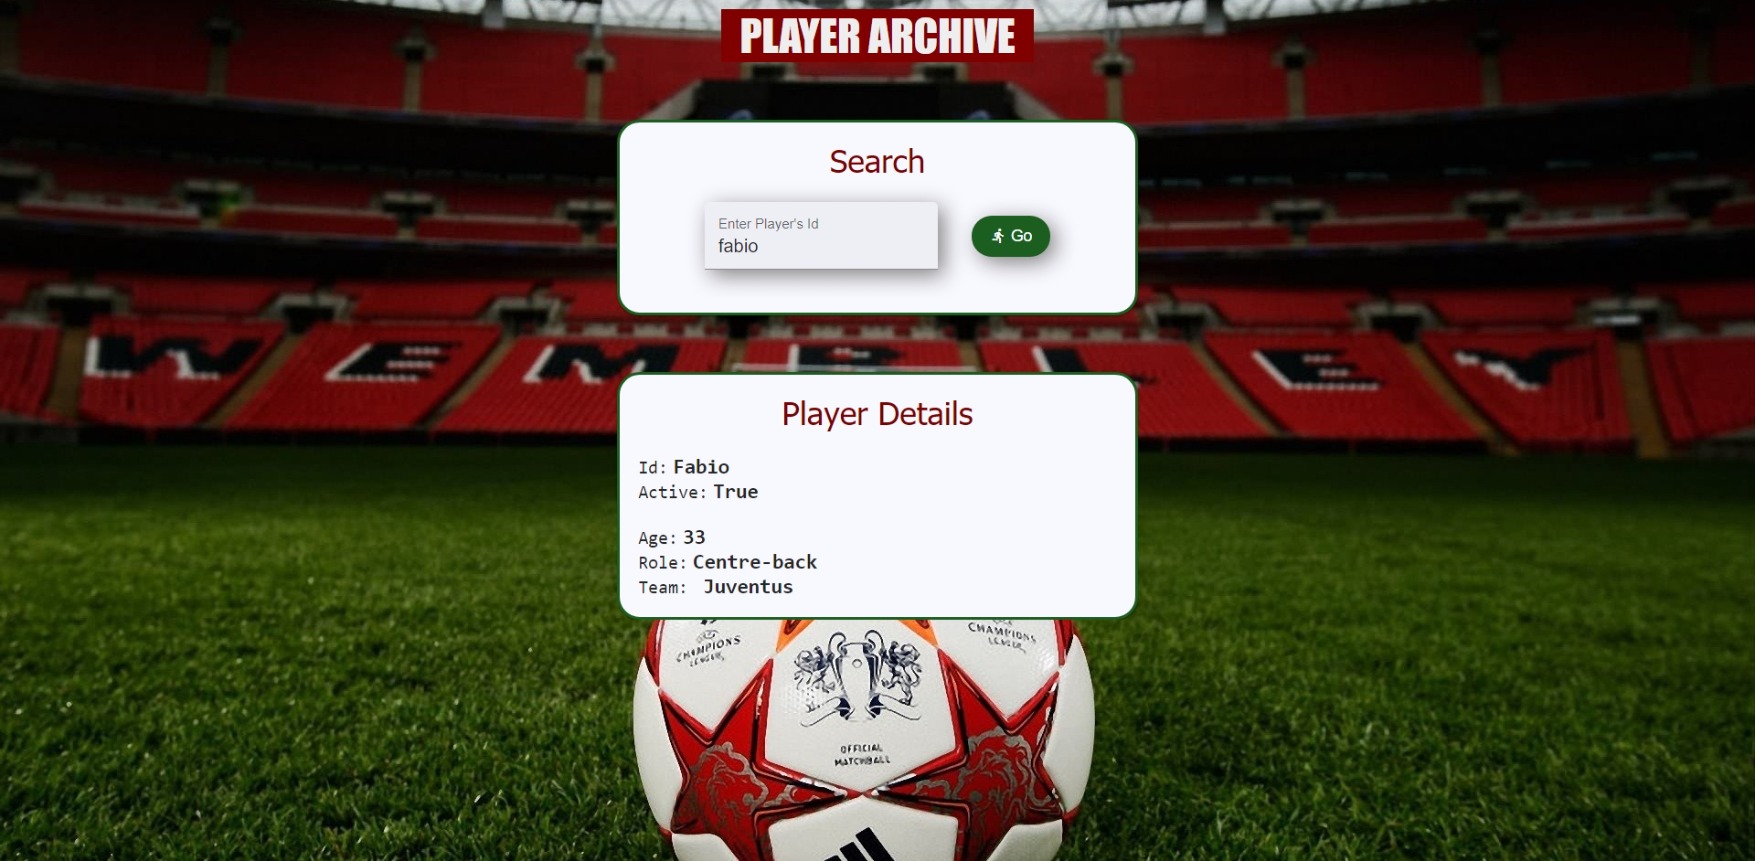 PLAYER ARCHIVE
Search
Enter Player's Id
fabio
Go
WEMBLEY
Player Details
Id: Fabio
Active: True
Age: 33
Role: Centre-back
Team: Juventus
CHAMPIONS
LEAGUE
CHAMPIONS
LEAGUE
OFFICIAL
MATCHBALL